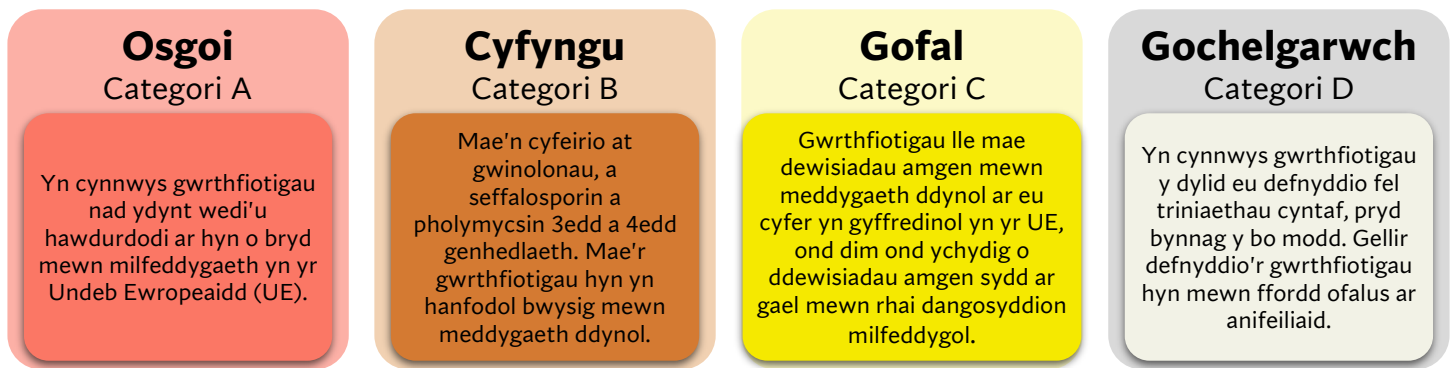 Osgoi
Categori A
Yn cynnwys gwrthfiotigau
nad ydynt wedi'u
hawdurdodi ar hyn o bryd
mewn milfeddygaeth yn yr
Undeb Ewropeaidd (UE).
Cyfyngu
Categori B
Mae'n cyfeirio at
gwinolonau, a
seffalosporin a
pholymycsin 3edd a 4edd
genhedlaeth. Mae'r
gwrthfiotigau hyn yn
hanfodol bwysig mewn
meddygaeth ddynol.
Gofal
Categori C
Gwrthfiotigau lle mae
dewisiadau amgen mewn
meddygaeth ddynol ar eu
cyfer yn gyffredinol yn yr UE,
ond dim ond ychydig o
ddewisiadau amgen sydd ar
gael mewn rhai dangosyddion
milfeddygol.
Gochelgarwch
Categori D
Yn cynnwys gwrthfiotigau
y dylid eu defnyddio fel
triniaethau cyntaf, pryd
bynnag y bo modd. Gellir
defnyddio'r gwrthfiotigau
hyn mewn ffordd ofalus ar
anifeiliaid.